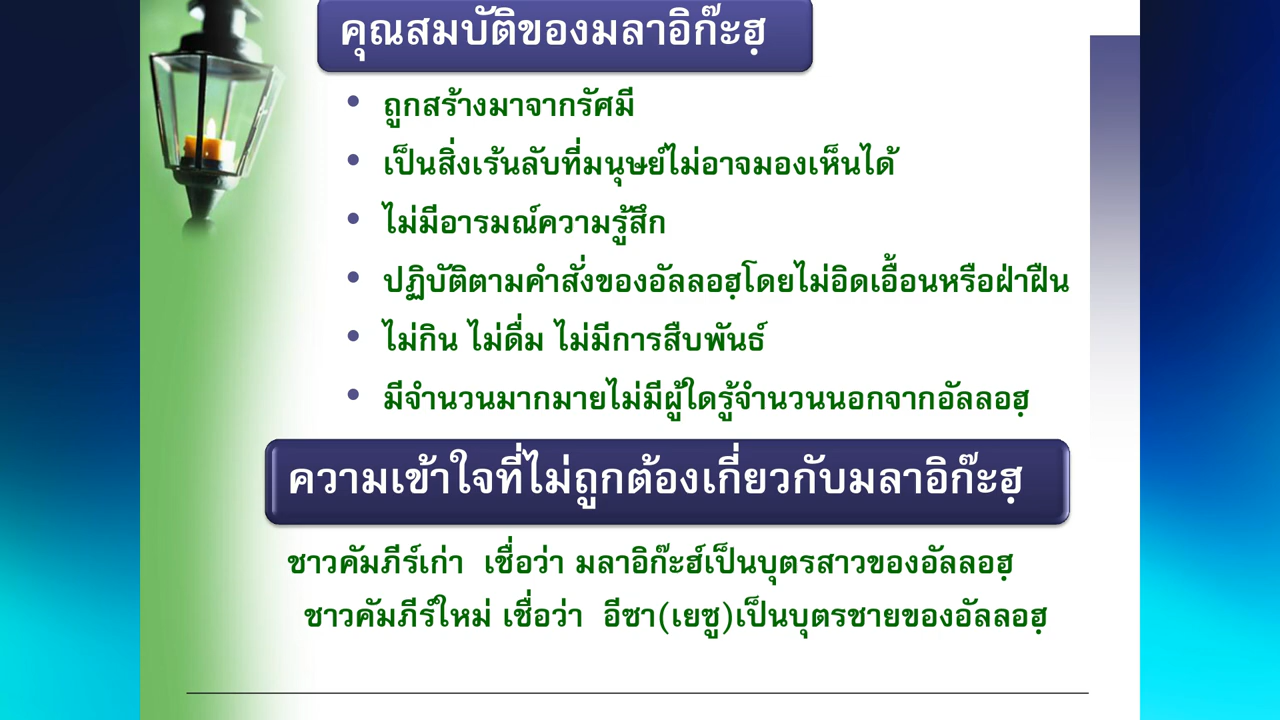 คุณสมบัติของมลาอิก๊ะฮฺ
• ถูกสร้างมาจากรัศมี
• เป็นสิ่งเร้นลับที่มนุษย์ไม่อาจมองเห็นได้
• ไม่มีอารมณ์ความรู้สึก
• ปฏิบัติตามคำสั่งของอัลลอฮฺโดยไม่อิดเอื้อนหรือฝ่าฝืน
• ไม่กิน ไม่ดื่ม ไม่มีการสืบพันธ์
• มีจำนวนมากมายไม่มีผู้ใดรู้จำนวนนอกจากอัลลอฮฺ
ความเข้าใจที่ไม่ถูกต้องเกี่ยวกับมลาอิก๊ะฮฺ
ชาวคัมภีร์เก่า เชื่อว่า มลาอิก๊ะฮ์เป็นบุตรสาวของอัลลอฮฺ
ชาวคัมภีร์ใหม่ เชื่อว่า อีซา(เยซู)เป็นบุตรชายของอัลลอฮฺ